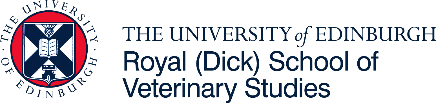 THE UNIVERSITY
OF EDINBURGH
THE UNIVERSITY of EDINBURGH
Royal (Dick) School of
Veterinary Studies